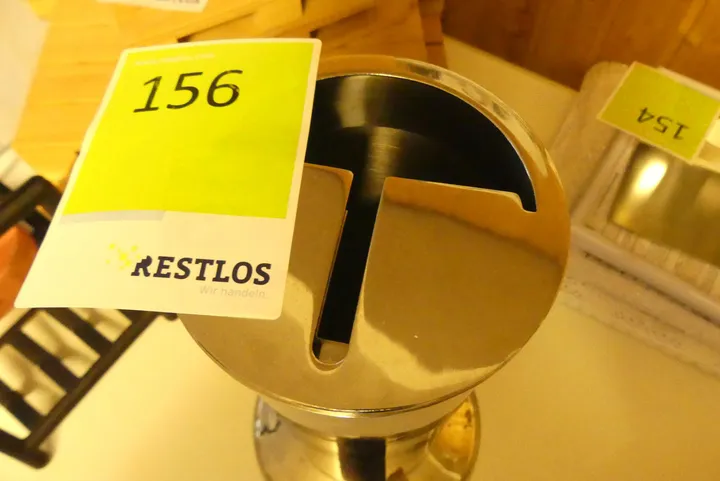 156
RESTLOS
Wir handeln.
154